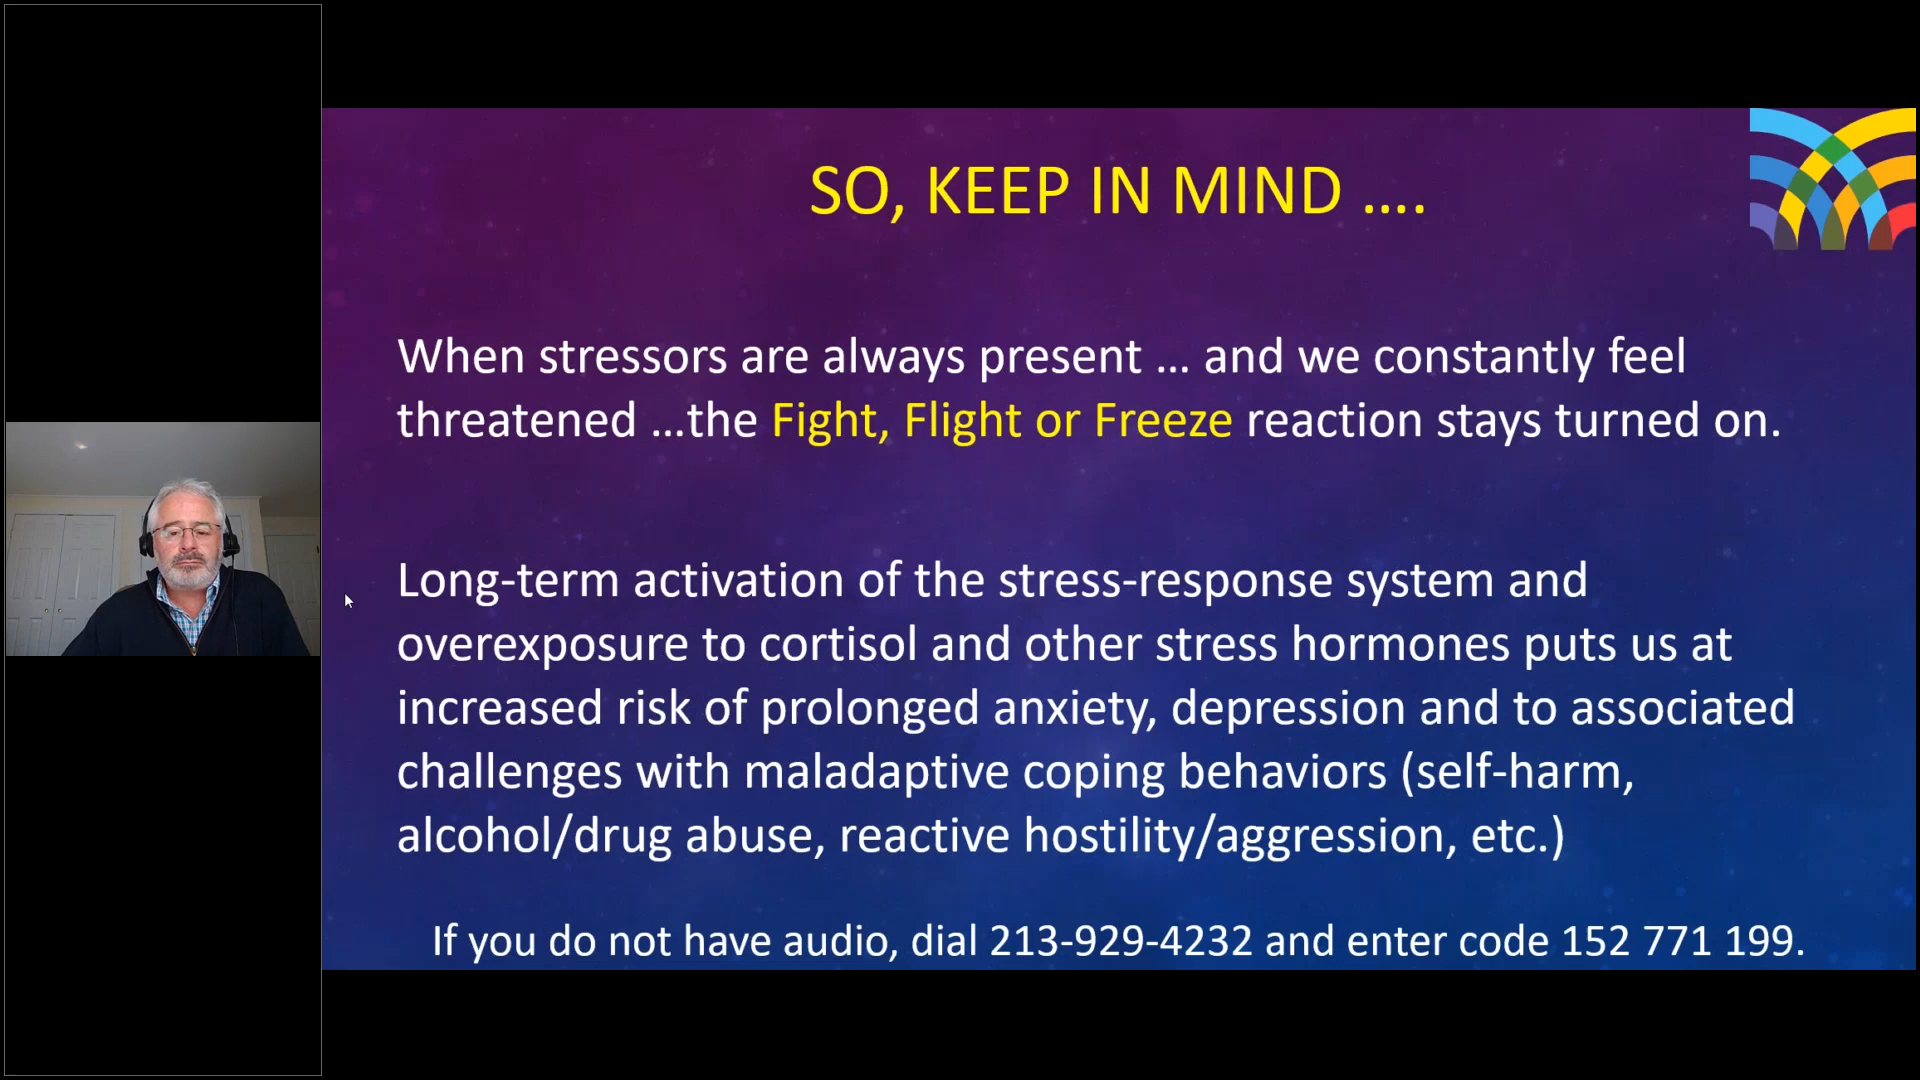 SO, KEEP IN MIND ….
When stressors are always present … and we constantly feel
threatened …the Fight, Flight or Freeze reaction stays turned on.
Long-term activation of the stress-response system and
overexposure to cortisol and other stress hormones puts us at
increased risk of prolonged anxiety, depression and to associated
challenges with maladaptive coping behaviors (self-harm,
alcohol/drug abuse, reactive hostility/aggression, etc.)
If you do not have audio, dial 213-929-4232 and enter code 152 771 199.